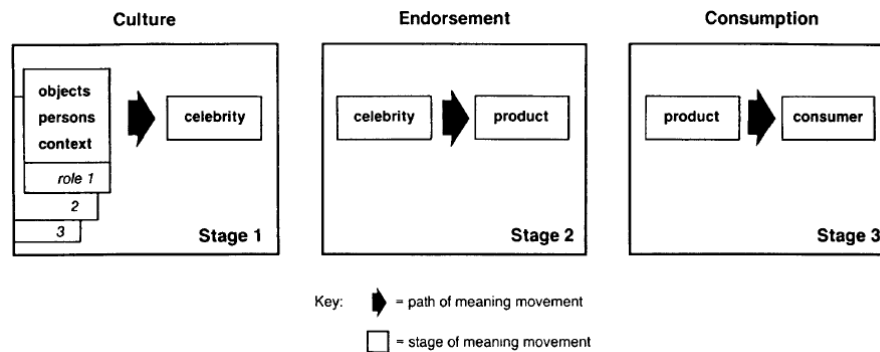 Culture
Endorsement
Consumption
objects
persons
context
role 1
2
3
celebrity
Stage 1
celebrity
product
Stage 2
product
consumer
Stage 3
Key:
= path of meaning movement
= stage of meaning movement